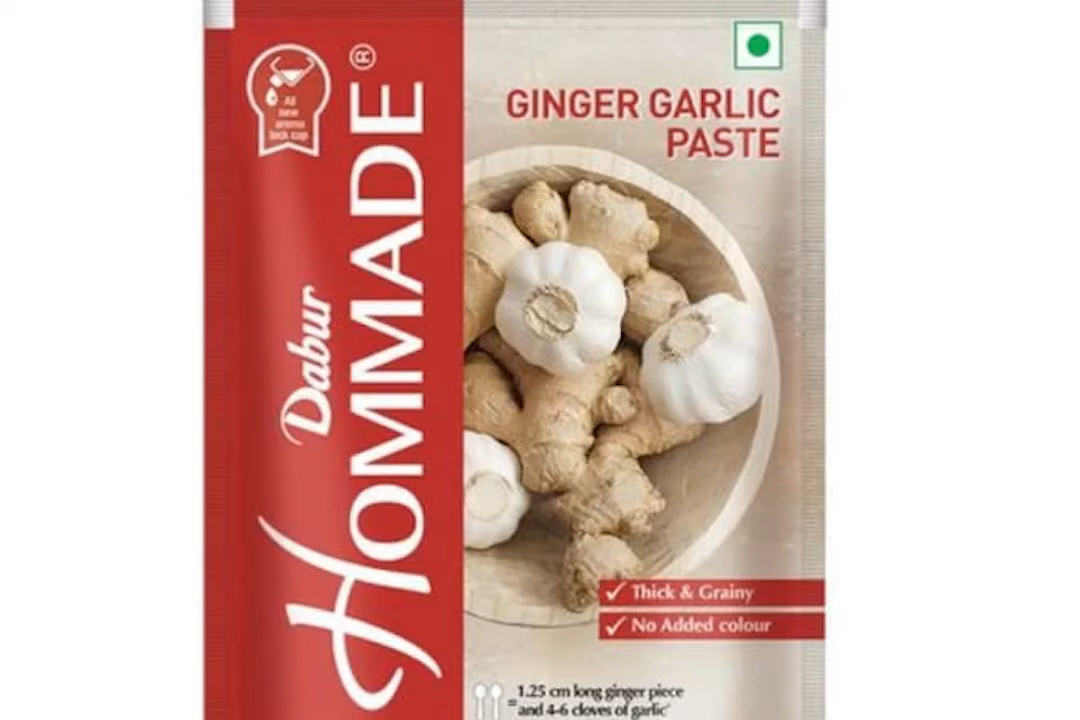 All
new
aroma
lock cap
Dabur
HOMMADE®
GINGER GARLIC
PASTE
✓ Thick & Grainy
✓ No Added colour
= 1.25 cm long ginger piece
and 4-6 cloves of garlic*